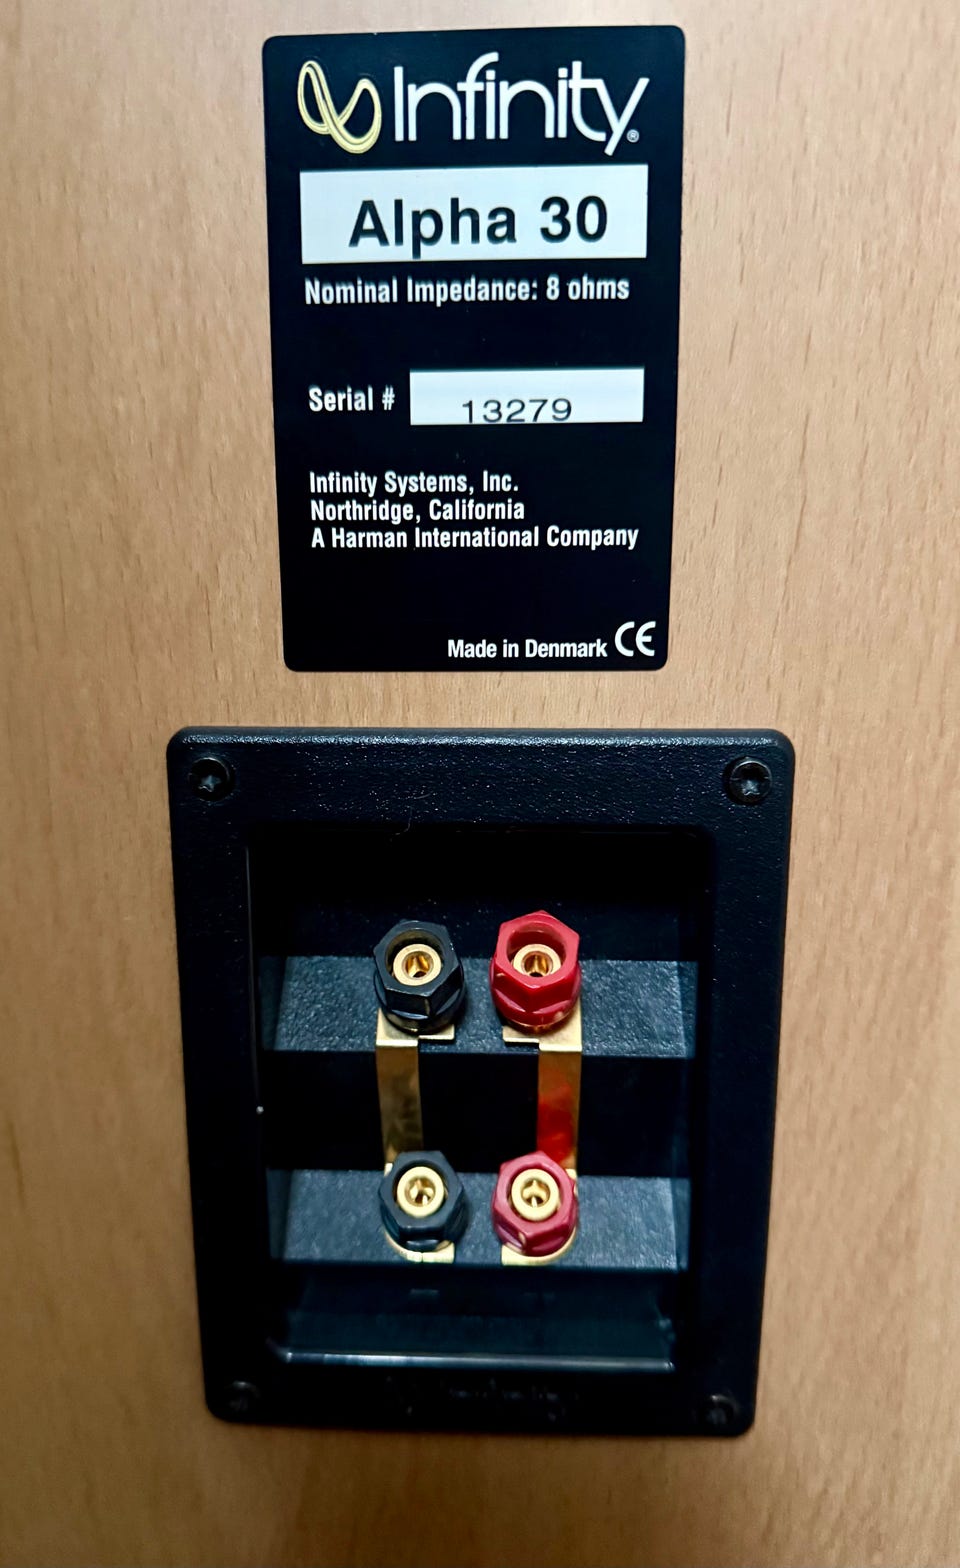 Infinity®
Alpha 30
Nominal Impedance: 8 ohms
Serial # 13279
Infinity Systems, Inc.
Northridge, California
A Harman International Company
Made in Denmark CE